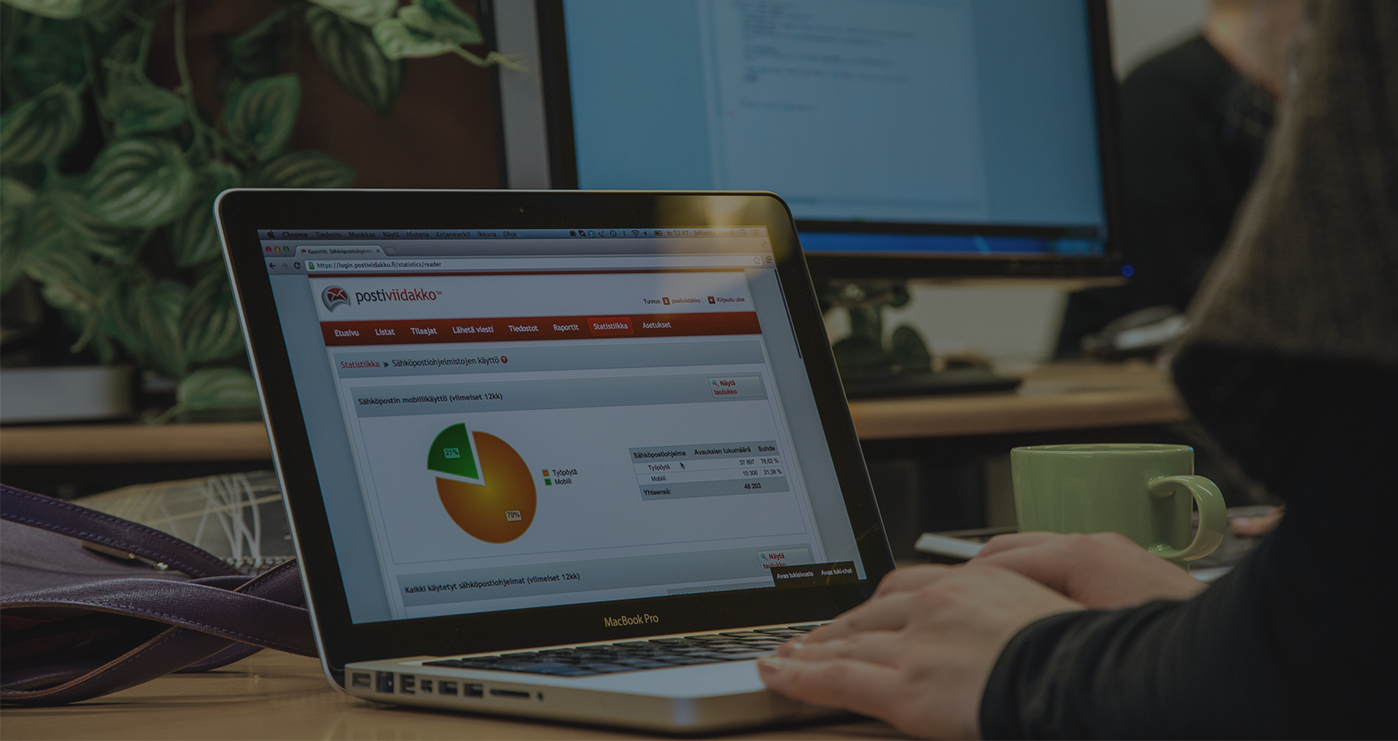 Chrome Tiedosto Muokkaa Näytä Historia Kirjanmerkit Ikkuna Ohje
https://login.postiviidakko.fi/statistics/reader
postiviidakko™
Tunnus: postiviidakko Kirjaudu ulos
Etusivu Listat Tilaajat Lähetä viesti Tiedostot Raportit Statistiikka Asetukset
Statistiikka » Sähköpostiohjelmistojen käyttö
Sähköpostin mobiilikäyttö (viimeiset 12kk)
Näytä
taulukko
21%
79%
Työpöytä
Mobiili
Sähköpostiohjelma Avauksien lukumäärä Suhde
Työpöytä 37 897 78,62 %
Mobiili 10 306 21,38 %
Yhteensä: 48 203
Kaikki käytetyt sähköpostiohjelmat (viimeiset 12kk)
Näytä
taulukko
Avaa tukisivusto Avaa tuki-chat
MacBook Pro